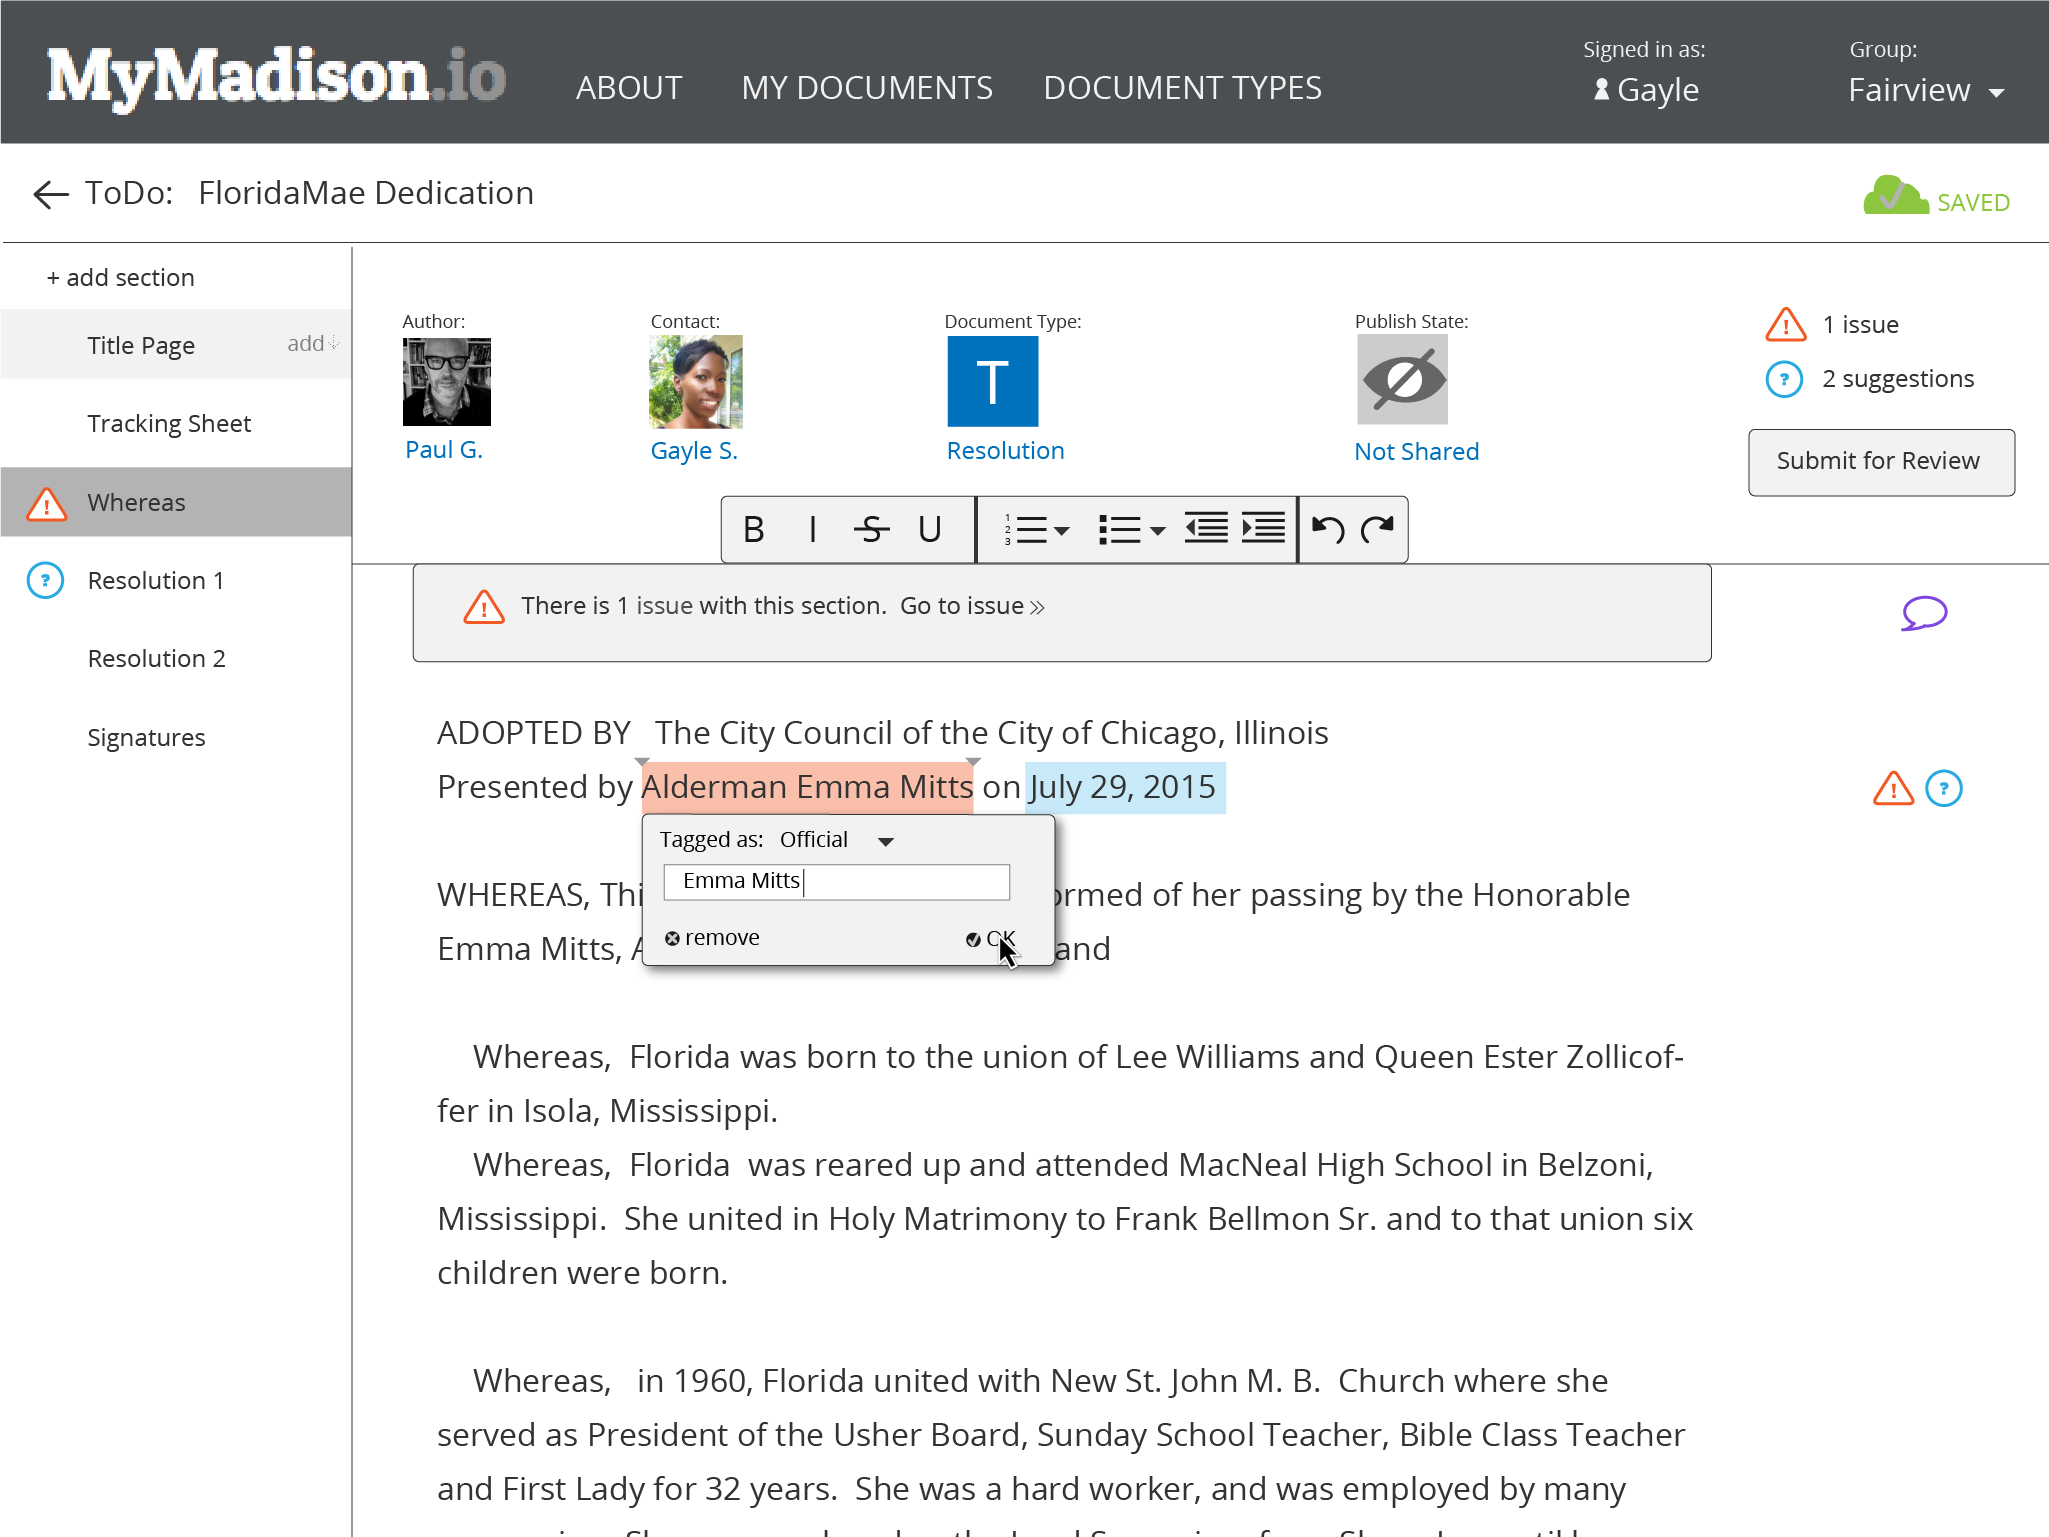 MyMadison.io
ABOUT MY DOCUMENTS DOCUMENT TYPES
Signed in as:
Gayle
Group:
Fairview
ToDo: FloridaMae Dedication
SAVED
+ add section
Title Page add
Tracking Sheet
Whereas
Resolution 1
Resolution 2
Signatures
Author:
Paul G.
Contact:
Gayle S.
Document Type:
T
Resolution
Publish State:
Not Shared
1 issue
2 suggestions
Submit for Review
B I S U
1
2
3
There is 1 issue with this section. Go to issue »
ADOPTED BY The City Council of the City of Chicago, Illinois
Presented by Alderman Emma Mitts on July 29, 2015
Tagged as: Official
Emma Mitts
remove OK
WHEREAS, Thi ormed of her passing by the Honorable
Emma Mitts, A and
Whereas, Florida was born to the union of Lee Williams and Queen Ester Zollicof-
fer in Isola, Mississippi.
Whereas, Florida was reared up and attended MacNeal High School in Belzoni,
Mississippi. She united in Holy Matrimony to Frank Bellmon Sr. and to that union six
children were born.
Whereas, in 1960, Florida united with New St. John M. B. Church where she
served as President of the Usher Board, Sunday School Teacher, Bible Class Teacher
and First Lady for 32 years. She was a hard worker, and was employed by many